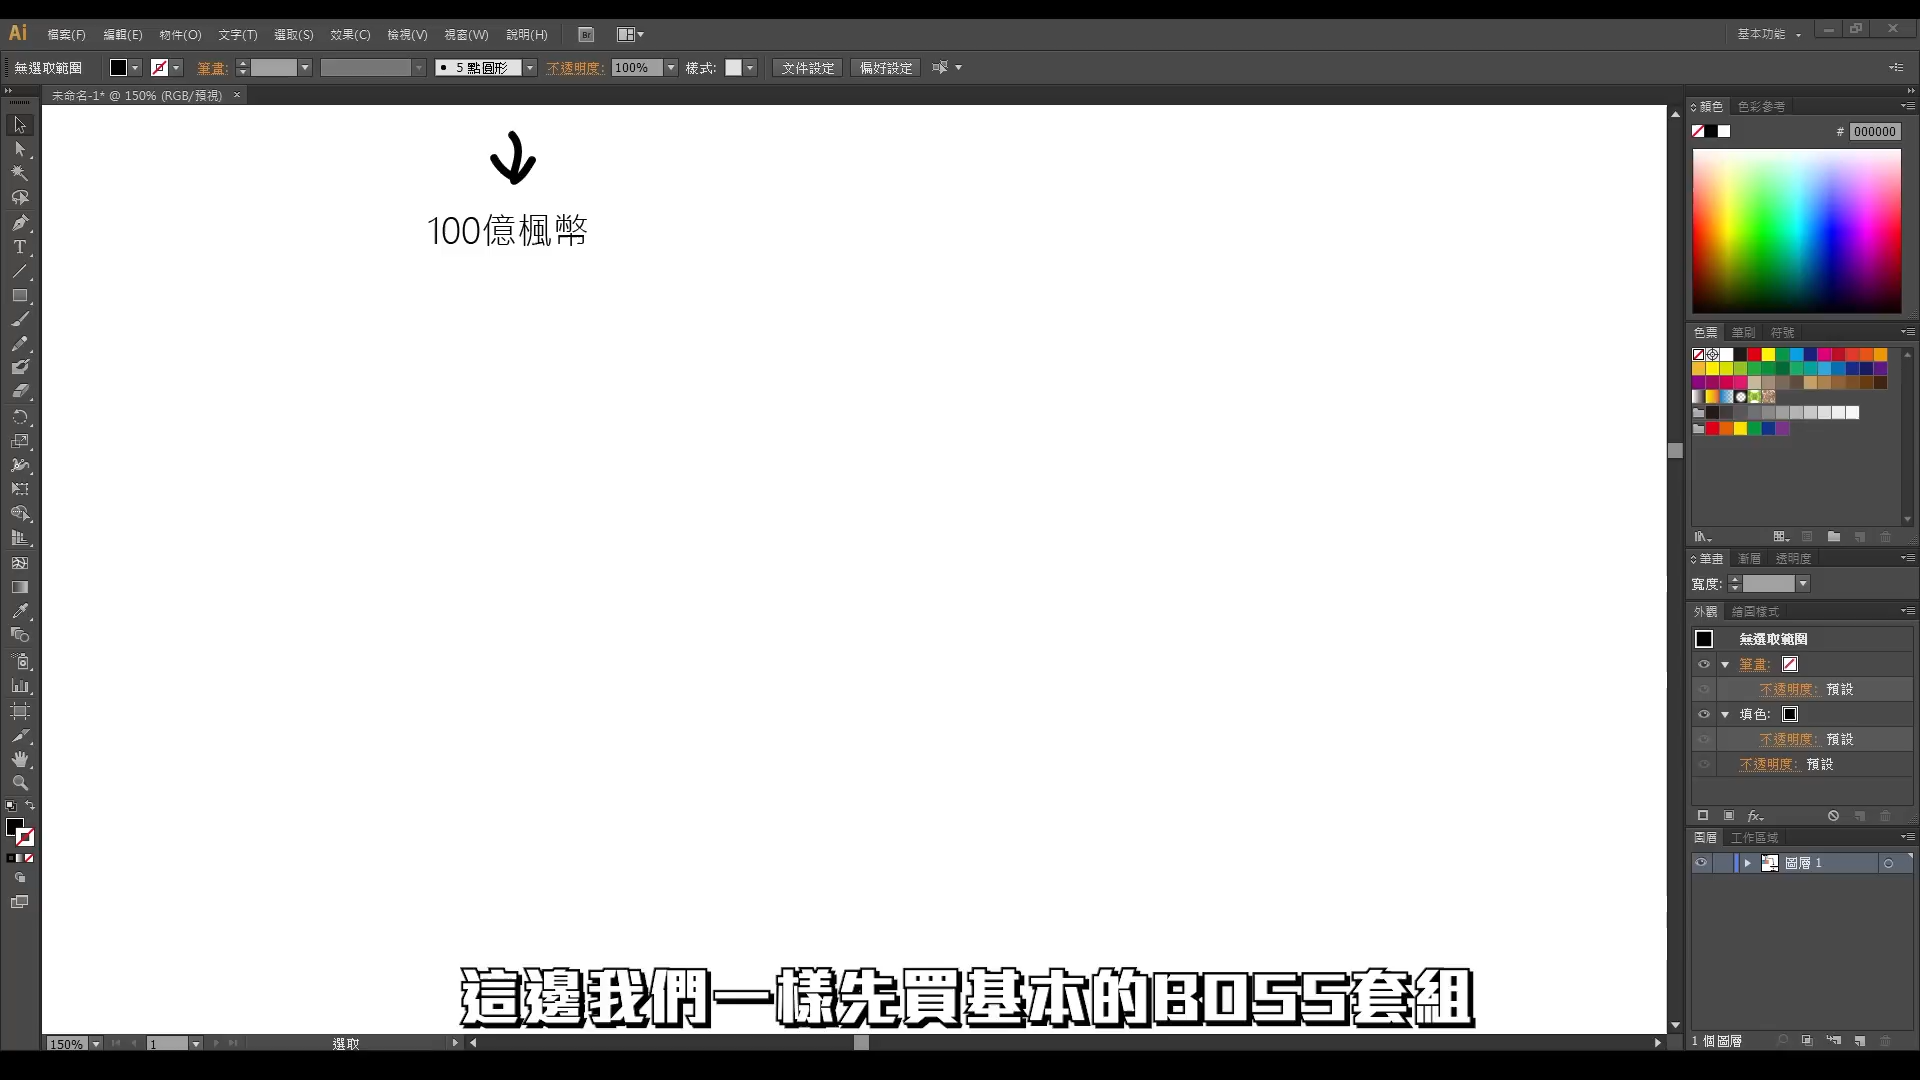 Ai 檔案(F) 編輯(E) 物件(O) 文字(T) 選取(S) 效果(C) 檢視(V) 視窗(W) 說明(H) Br 基本功能
無選取範圍 筆畫: 5 點圓形 不透明度: 100% 樣式: 文件設定 偏好設定
未命名-1* @ 150% (RGB/預視) ×
100億楓幣
這邊我們一樣先買基本的BOSS套組
150% 1 選取
顏色 色彩參考
# 000000
色票 筆刷 符號
筆畫 漸層 透明度
寬度:
外觀 繪圖樣式
無選取範圍
筆畫:
不透明度: 預設
填色:
不透明度: 預設
不透明度: 預設
fx
圖層 工作區域
圖層 1
1 個圖層